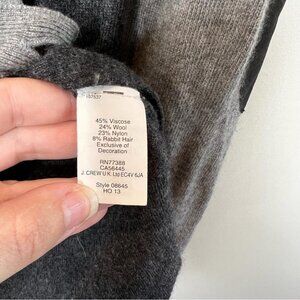 45% Viscose
24% Wool
23% Nylon
8% Rabbit Hair
Exclusive of
Decoration
RN77388
CA56445
J. CREW U.K. Ltd EC4V 6JA
Style 08645
HO 13